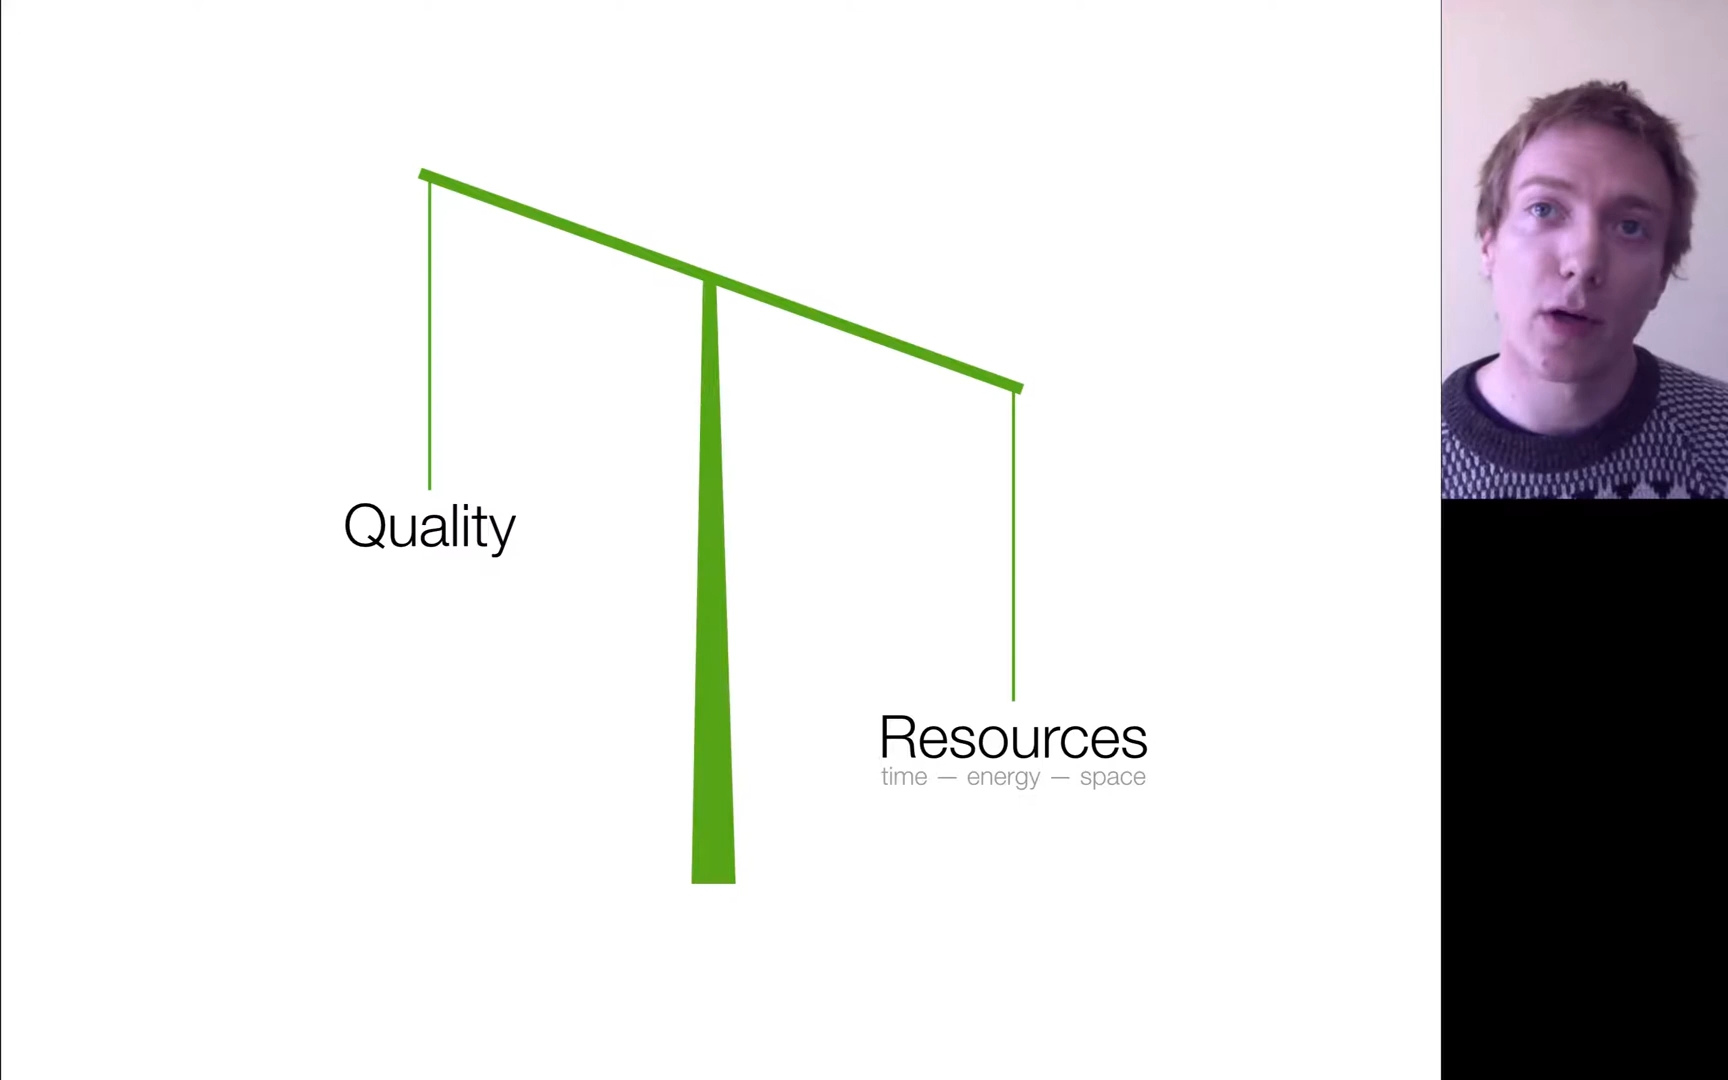 Quality
Resources
time — energy — space